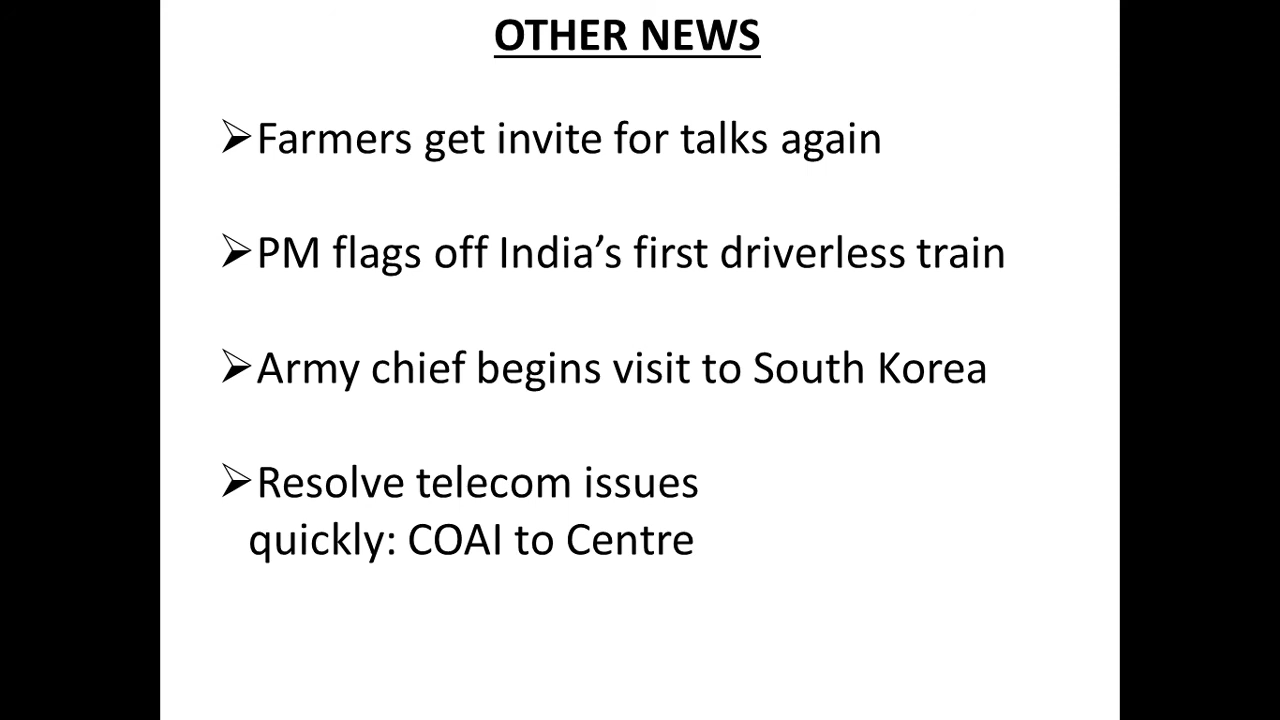 OTHER NEWS
➢Farmers get invite for talks again
➢PM flags off India’s first driverless train
➢Army chief begins visit to South Korea
➢Resolve telecom issues
quickly: COAI to Centre